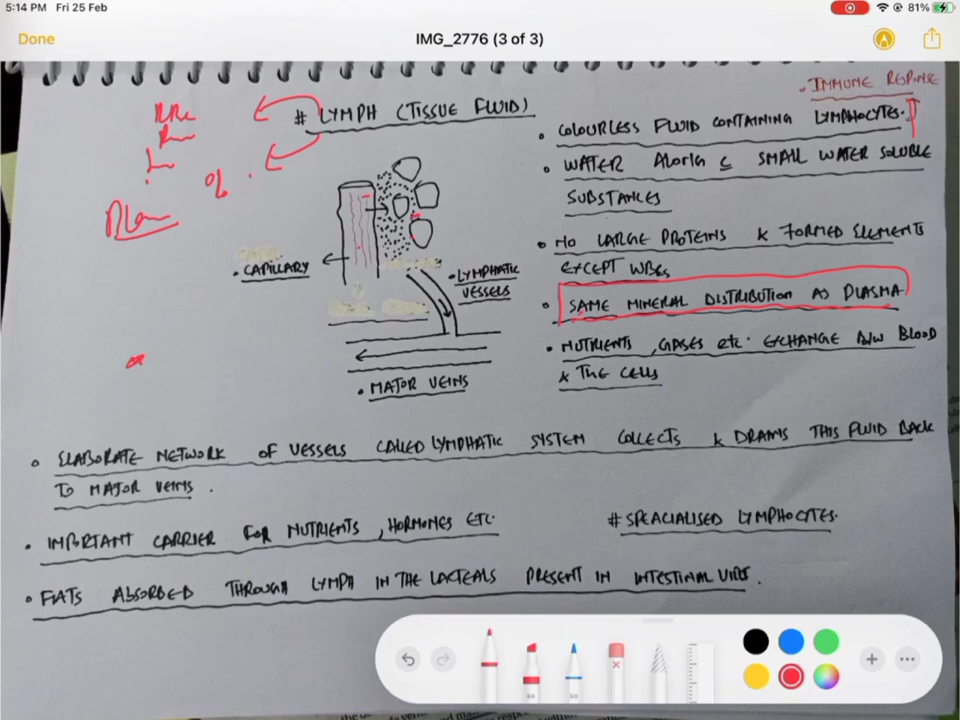 5:14 PM Fri 25 Feb
81%
Done
IMG_2776 (3 of 3)
. IMMUNE RESPONSE
# LYMPH (TISSUE FLUID)
• COLOURLESS FLUID CONTAINING LYMPHOCYTES.
• WATER ALONG C SMALL WATER SOLUBLE
SUBSTANCES
• NO LARGE PROTEINS & FORMED ELEMENTS
EXCEPT WBCs
• SAME MINERAL DISTRIBUTION AS PLASMA
• NUTRIENTS, GASES etc. EXCHANGE B/W BLOOD
& THE CELLS
• CAPILLARY
• LYMPHATIC
VESSELS
• MAJOR VEINS
• ELABORATE NETWORK OF VESSELS CALLED LYMPHATIC SYSTEM COLLECTS & DRAINS THIS FLUID BACK
TO MAJOR VEINS .
• IMPORTANT CARRIER FOR NUTRIENTS, HORMONES ETC.
# SPEACIALISED LYMPHOCYTES.
• FATS ABSORBED THROUGH LYMPH IN THE LACTEALS PRESENT IN INTESTINAL VILLI .